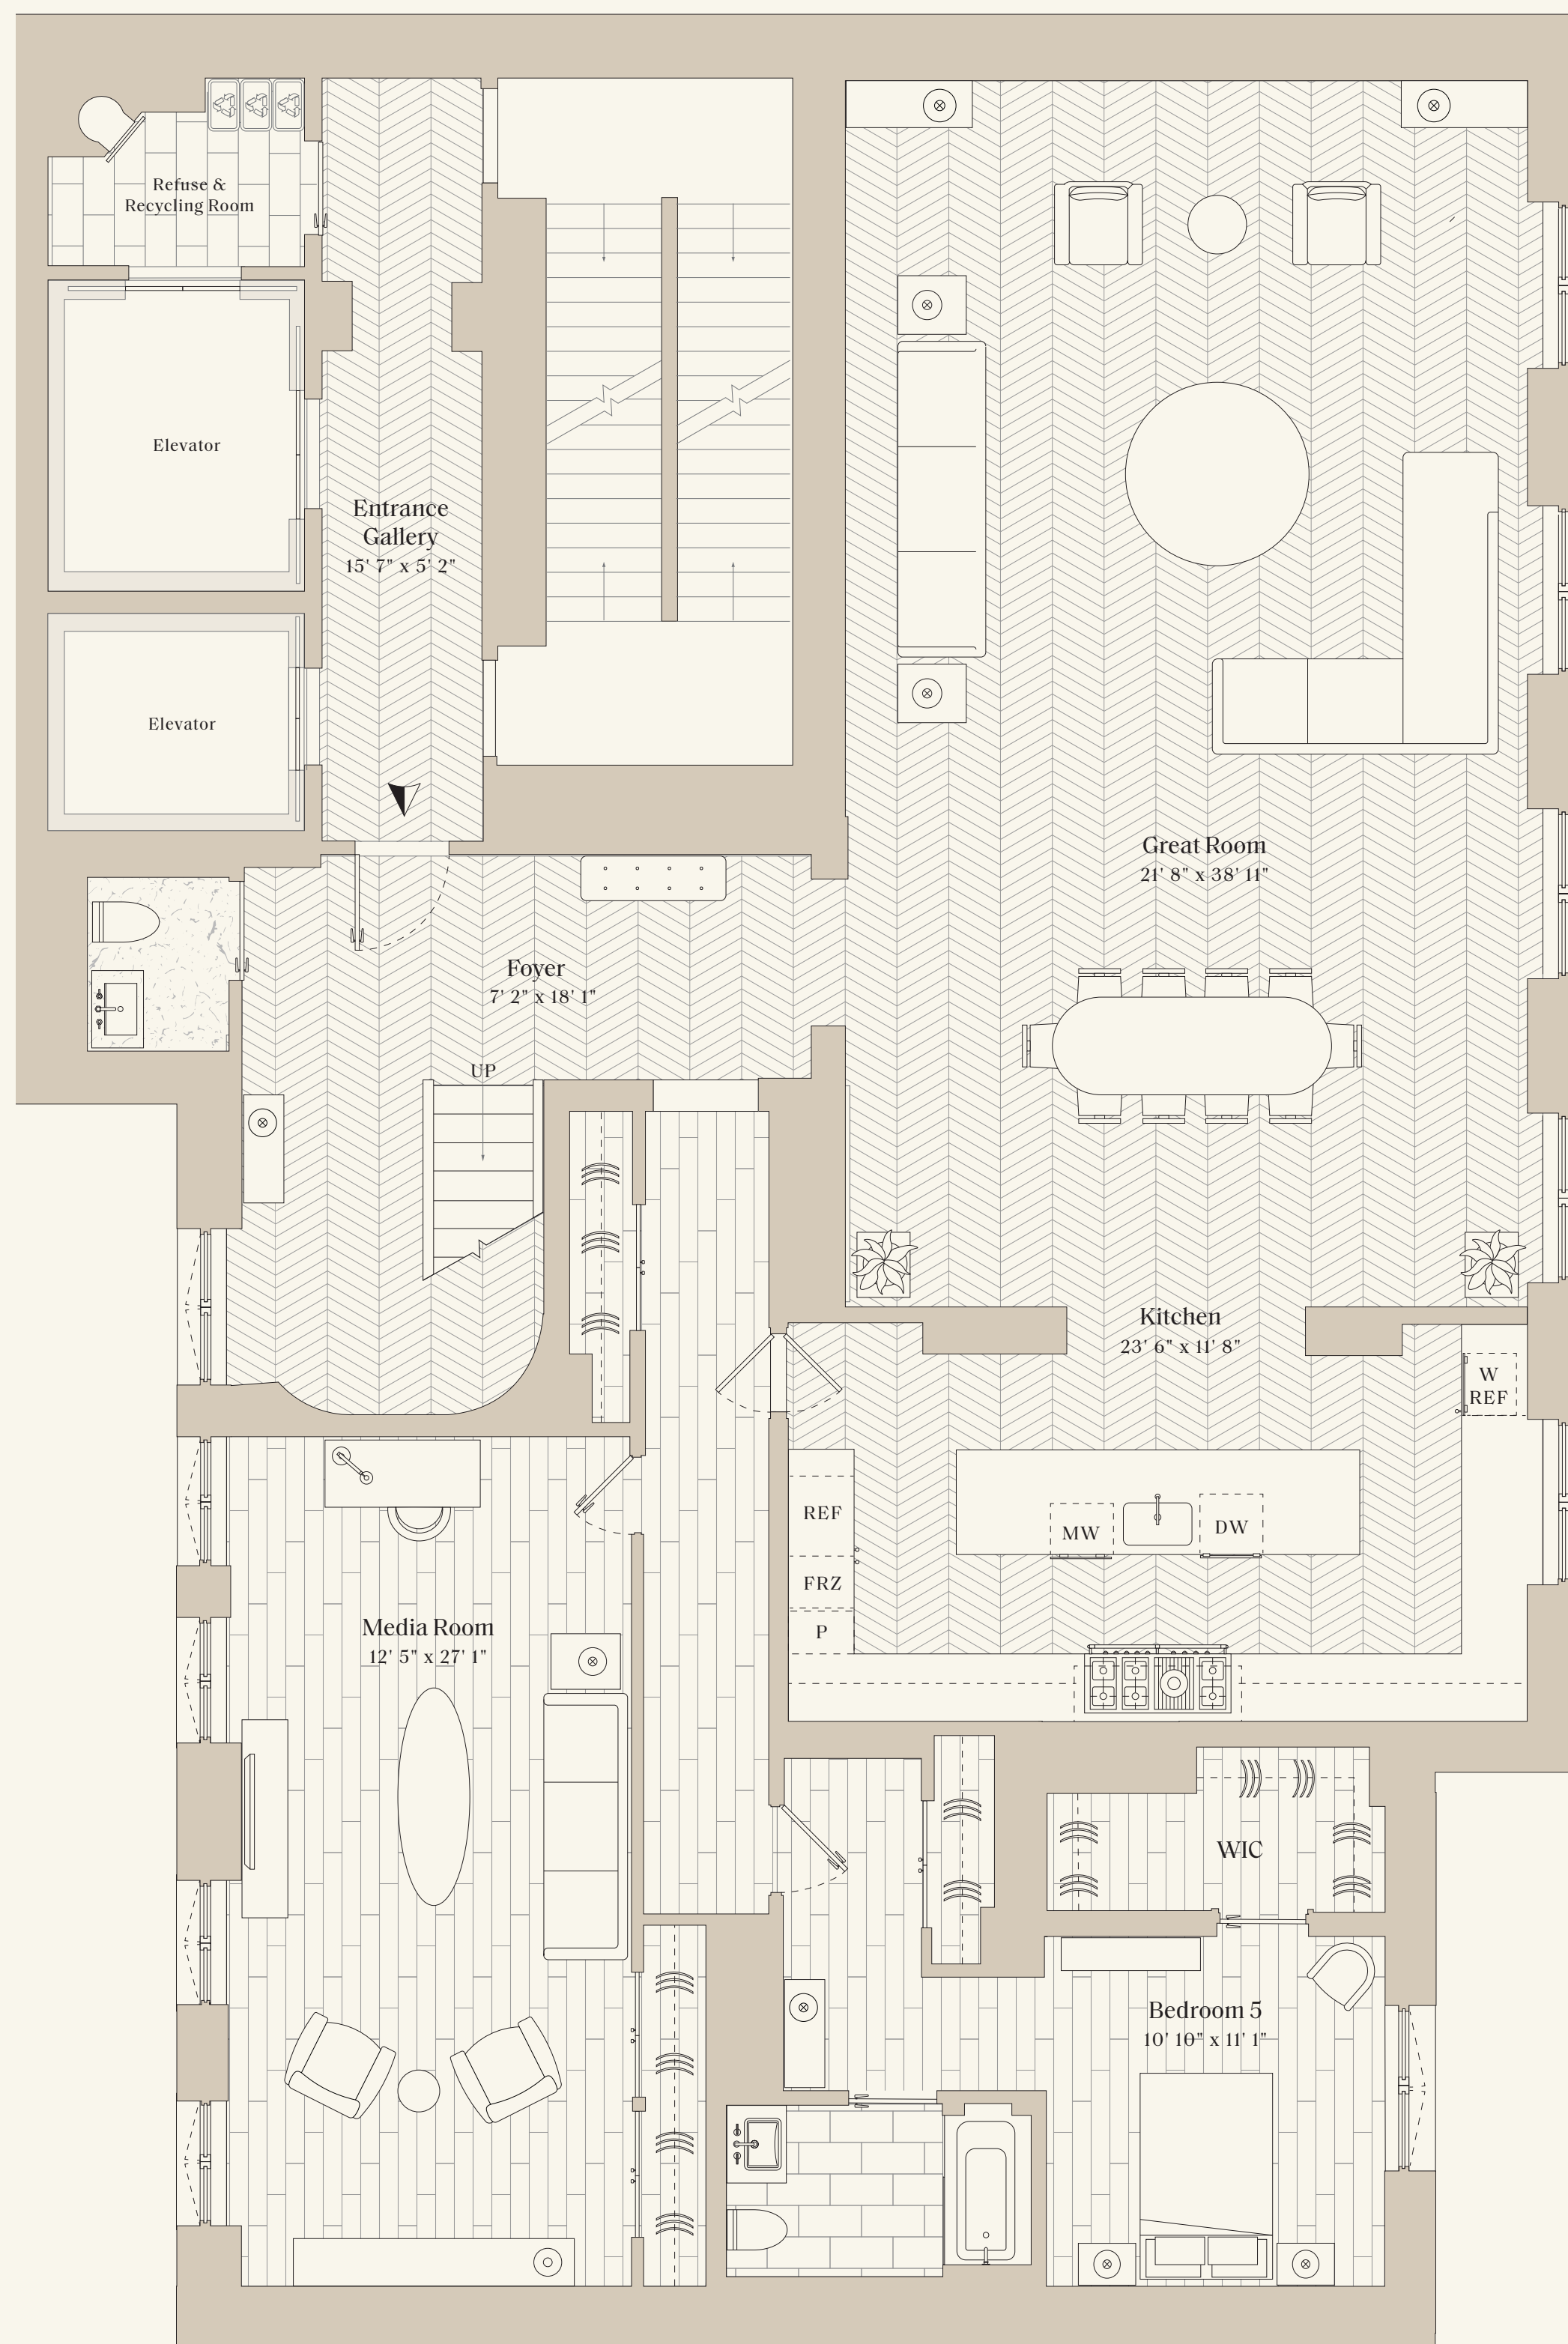 Refuse &
Recycling Room
Elevator
Entrance
Gallery
15' 7" x 5' 2"
Elevator
Great Room
21' 8" x 38' 11"
Foyer
7' 2" x 18' 1"
UP
Kitchen
23' 6" x 11' 8"
W
REF
REF
MW
DW
FRZ
P
Media Room
12' 5" x 27' 1"
WIC
Bedroom 5
10' 10" x 11' 1"